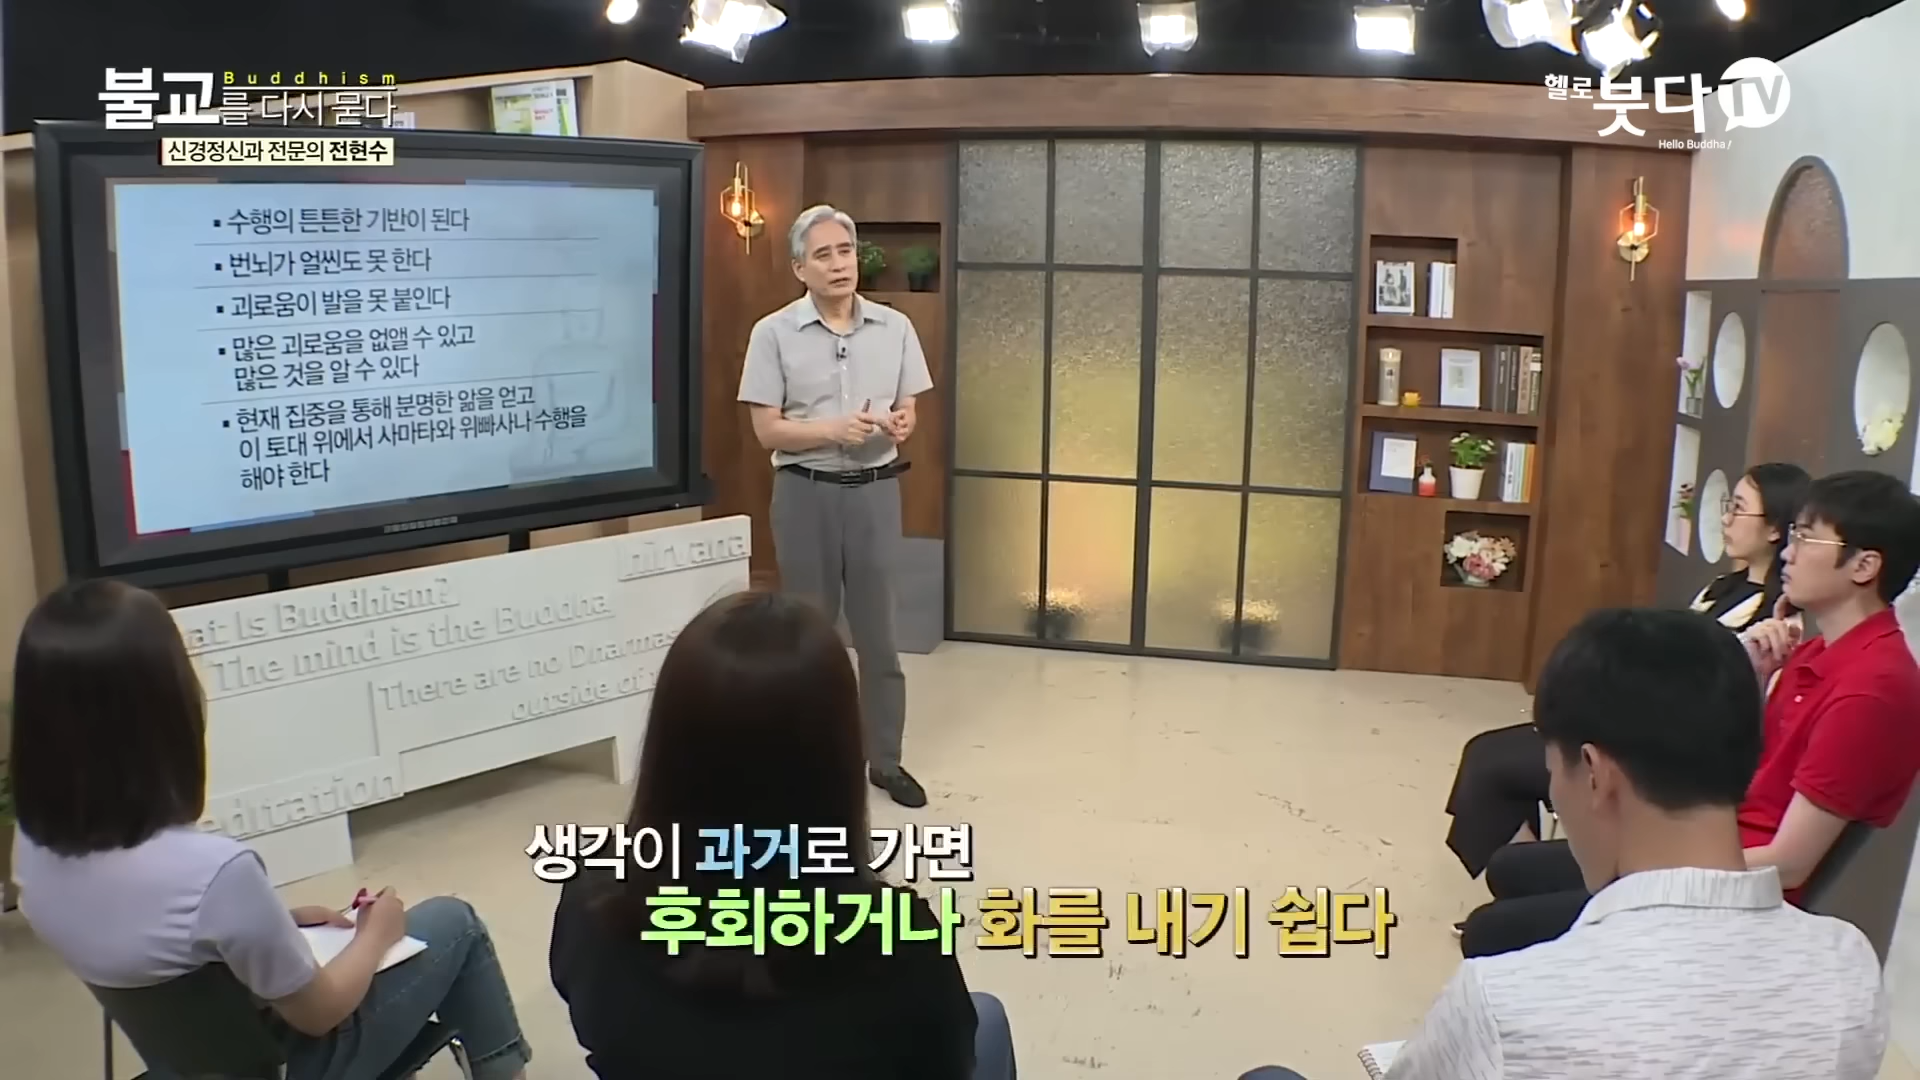 Buddhism
불교를 다시 묻다
신경정신과 전문의 전현수
헬로붓다TV
Hello Buddha /
▪ 수행의 튼튼한 기반이 된다
▪ 번뇌가 얼씬도 못 한다
▪ 괴로움이 발을 못 붙인다
▪ 많은 괴로움을 없앨 수 있고
많은 것을 알 수 있다
▪ 현재 집중을 통해 분명한 앎을 얻고
이 토대 위에서 사마타와 위빠사나 수행을
해야 한다
nirvana
at Is Buddhism?
The mind is the Buddha,
There are no Dharmas
outside of
editation
생각이 과거로 가면
후회하거나 화를 내기 쉽다